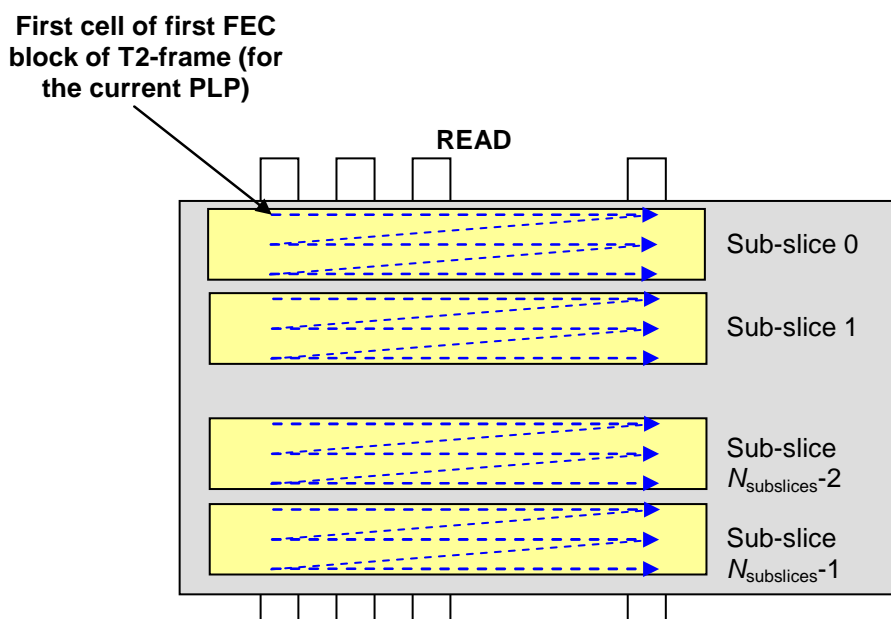 First cell of first FEC
block of T2-frame (for
the current PLP)
READ
Sub-slice 0
Sub-slice 1
Sub-slice
Nsubslices-2
Sub-slice
Nsubslices-1